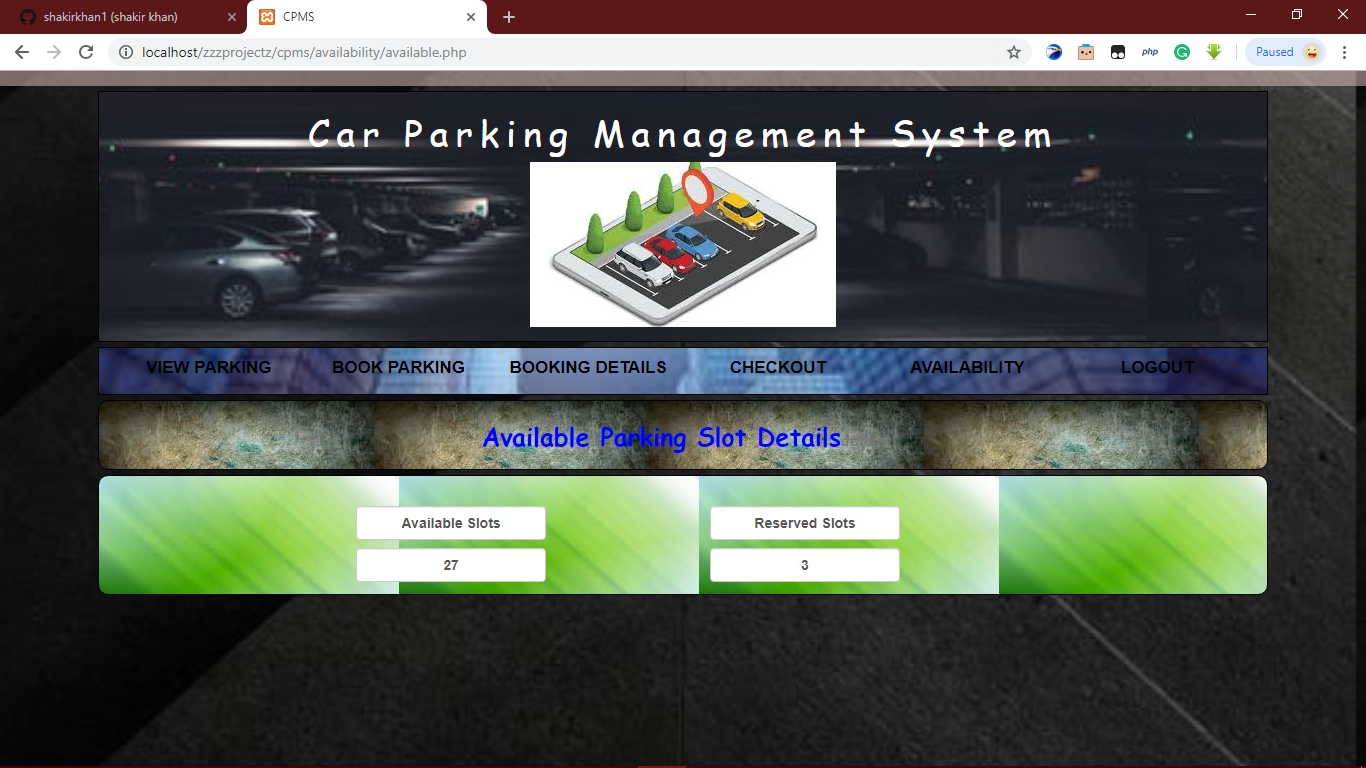 shakirkhan1 (shakir khan)
CPMS
localhost/zzzprojectz/cpms/availability/available.php
php
Paused
Car Parking Management System
VIEW PARKING BOOK PARKING BOOKING DETAILS CHECKOUT AVAILABILITY LOGOUT
Available Parking Slot Details
Available Slots Reserved Slots
27 3